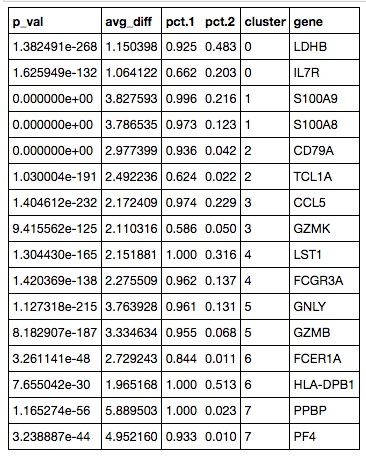 p_val avg_diff pct.1 pct.2 cluster gene
1.382491e-268 1.150398 0.925 0.483 0 LDHB
1.625949e-132 1.064122 0.662 0.203 0 IL7R
0.000000e+00 3.827593 0.996 0.216 1 S100A9
0.000000e+00 3.786535 0.973 0.123 1 S100A8
0.000000e+00 2.977399 0.936 0.042 2 CD79A
1.030004e-191 2.492236 0.624 0.022 2 TCL1A
1.404612e-232 2.172409 0.974 0.229 3 CCL5
9.415562e-125 2.110316 0.586 0.050 3 GZMK
1.304430e-165 2.151881 1.000 0.316 4 LST1
1.420369e-138 2.275509 0.962 0.137 4 FCGR3A
1.127318e-215 3.763928 0.961 0.131 5 GNLY
8.182907e-187 3.334634 0.955 0.068 5 GZMB
3.261141e-48 2.729243 0.844 0.011 6 FCER1A
7.655042e-30 1.965168 1.000 0.513 6 HLA-DPB1
1.165274e-56 5.889503 1.000 0.023 7 PPBP
3.238887e-44 4.952160 0.933 0.010 7 PF4